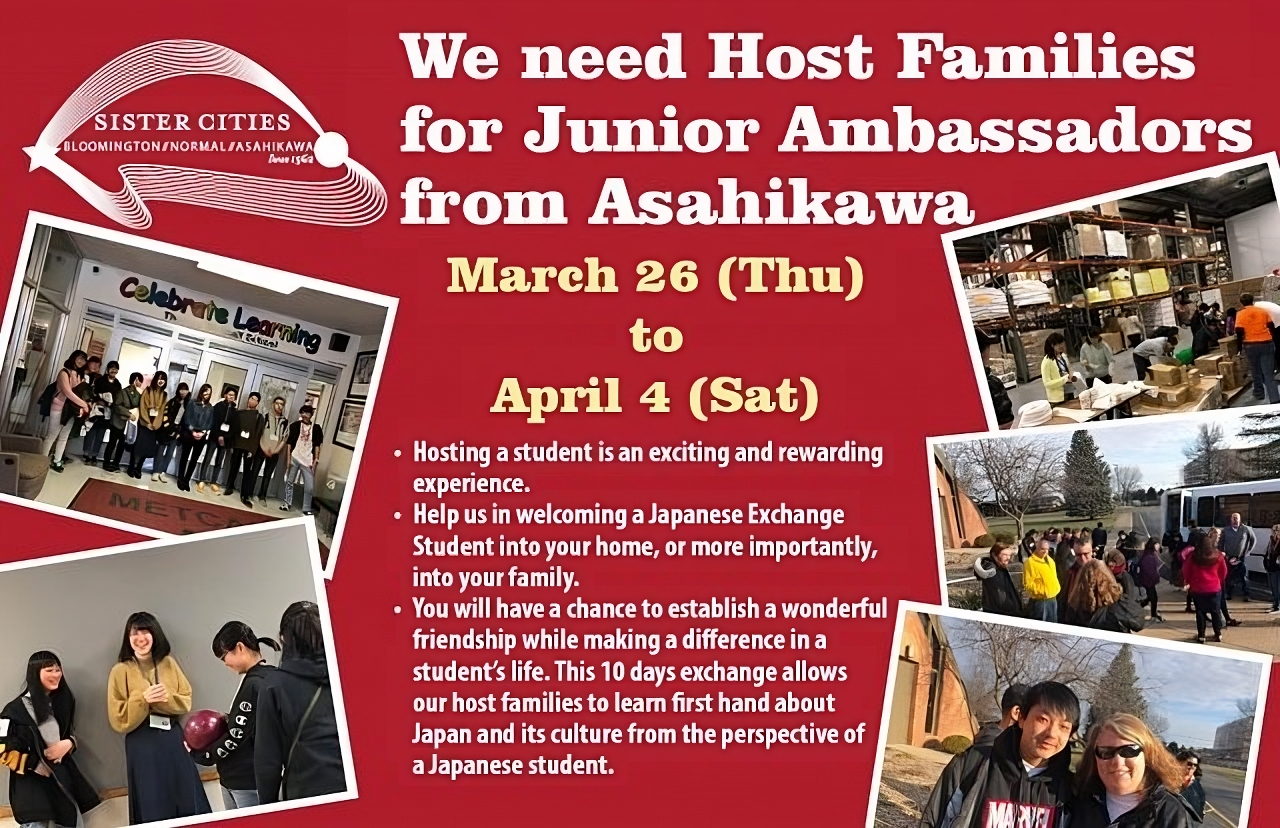 SISTER CITIES
BLOOMINGTON//NORMAL//ASAHIKAWA
We need Host Families
for Junior Ambassadors
from Asahikawa
March 26 (Thu)
to
April 4 (Sat)
Celebrate Learning
• Hosting a student is an exciting and rewarding
experience.
• Help us in welcoming a Japanese Exchange
Student into your home, or more importantly,
into your family.
• You will have a chance to establish a wonderful
friendship while making a difference in a
student’s life. This 10 days exchange allows
our host families to learn first hand about
Japan and its culture from the perspective of
a Japanese student.
MARVEL